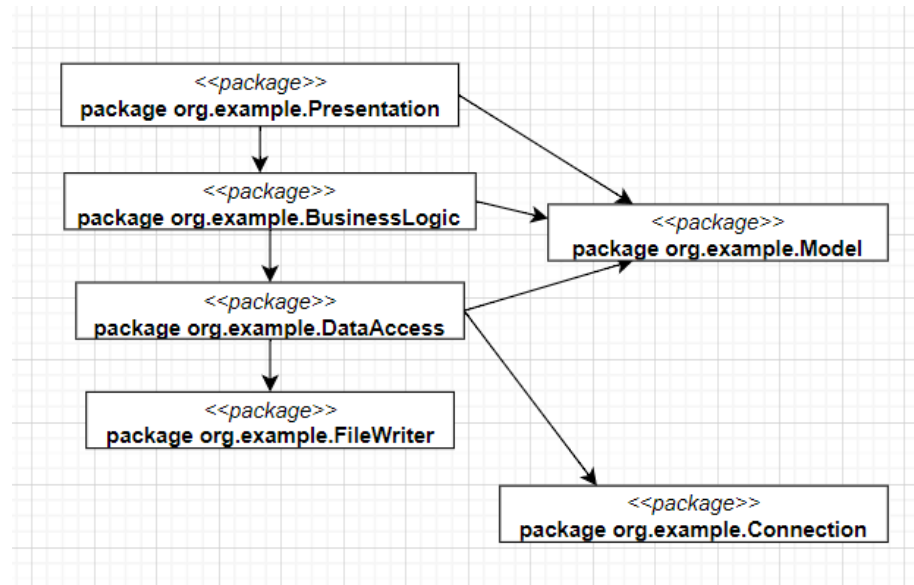 <<package>>
package org.example.Presentation
<<package>>
package org.example.BusinessLogic
<<package>>
package org.example.Model
<<package>>
package org.example.DataAccess
<<package>>
package org.example.FileWriter
<<package>>
package org.example.Connection